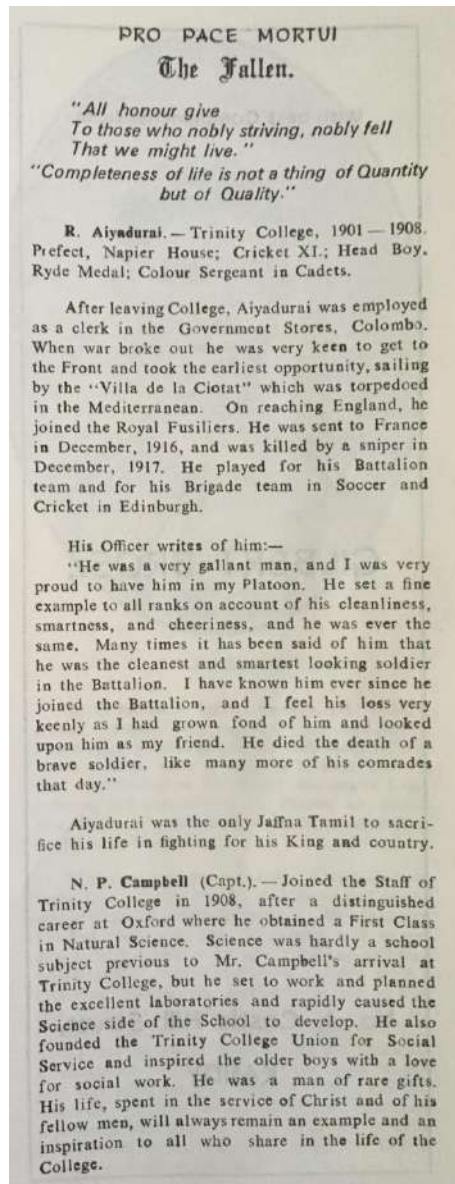 PRO PACE MORTUI
The Fallen.
"All honour give
To those who nobly striving, nobly fell
That we might live. "
"Completeness of life is not a thing of Quantity
but of Quality."
R. Aiyadurai. — Trinity College, 1901 — 1908.
Prefect, Napier House; Cricket XI.; Head Boy,
Ryde Medal; Colour Sergeant in Cadets.
After leaving College, Aiyadurai was employed
as a clerk in the Government Stores, Colombo.
When war broke out he was very keen to get to
the Front and took the earliest opportunity, sailing
by the "Villa de la Ciotat" which was torpedoed
in the Mediterranean. On reaching England, he
joined the Royal Fusiliers. He was sent to France
in December, 1916, and was killed by a sniper in
December, 1917. He played for his Battalion
team and for his Brigade team in Soccer and
Cricket in Edinburgh.
His Officer writes of him:—
"He was a very gallant man, and I was very
proud to have him in my Platoon. He set a fine
example to all ranks on account of his cleanliness,
smartness, and cheeriness, and he was ever the
same. Many times it has been said of him that
he was the cleanest and smartest looking soldier
in the Battalion. I have known him ever since he
joined the Battalion, and I feel his loss very
keenly as I had grown fond of him and looked
upon him as my friend. He died the death of a
brave soldier, like many more of his comrades
that day."
Aiyadurai was the only Jaffna Tamil to sacri-
fice his life in fighting for his King and country.
N. P. Campbell (Capt.). — Joined the Staff of
Trinity College in 1908, after a distinguished
career at Oxford where he obtained a First Class
in Natural Science. Science was hardly a school
subject previous to Mr. Campbell's arrival at
Trinity College, but he set to work and planned
the excellent laboratories and rapidly caused the
Science side of the School to develop. He also
founded the Trinity College Union for Social
Service and inspired the older boys with a love
for social work. He was a man of rare gifts.
His life, spent in the service of Christ and of his
fellow men, will always remain an example and an
inspiration to all who share in the life of the
College.